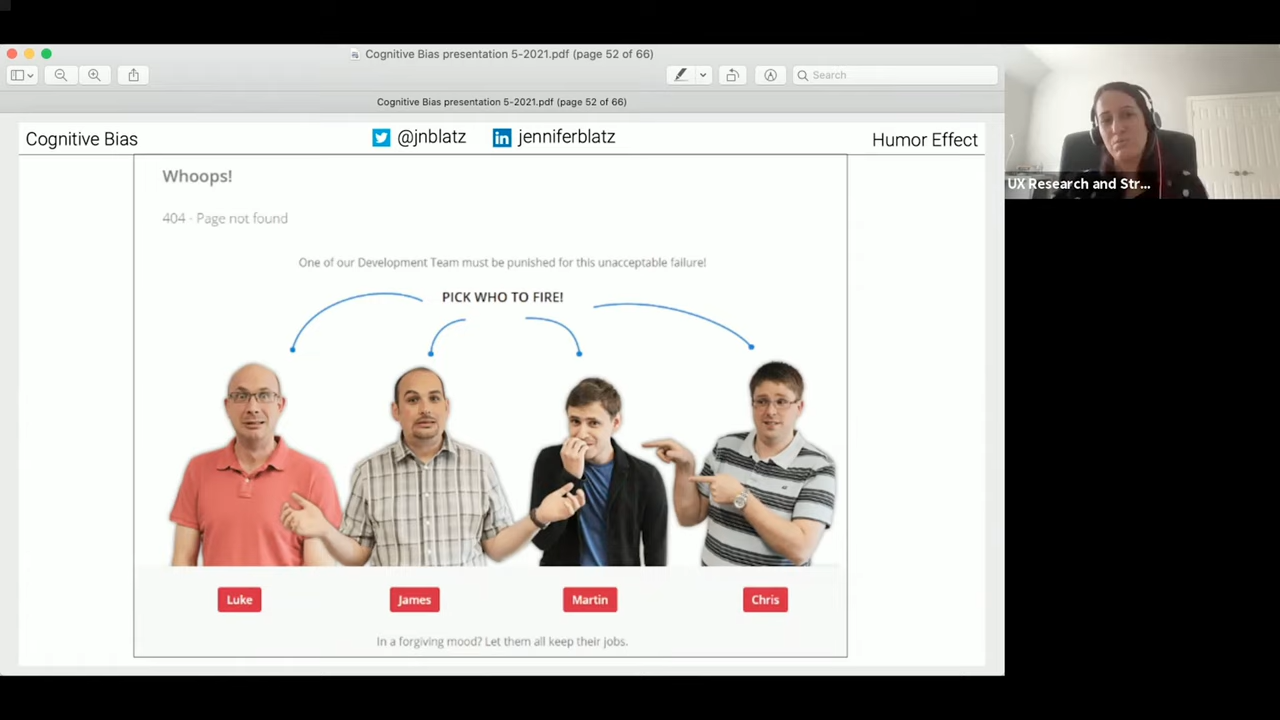 Cognitive Bias presentation 5-2021.pdf (page 52 of 66)
Search
Cognitive Bias presentation 5-2021.pdf (page 52 of 66)
Cognitive Bias
@jnblatz
in jenniferblatz
Humor Effect
UX Research and Str...
Whoops!
404 - Page not found
One of our Development Team must be punished for this unacceptable failure!
PICK WHO TO FIRE!
Luke
James
Martin
Chris
In a forgiving mood? Let them all keep their jobs.